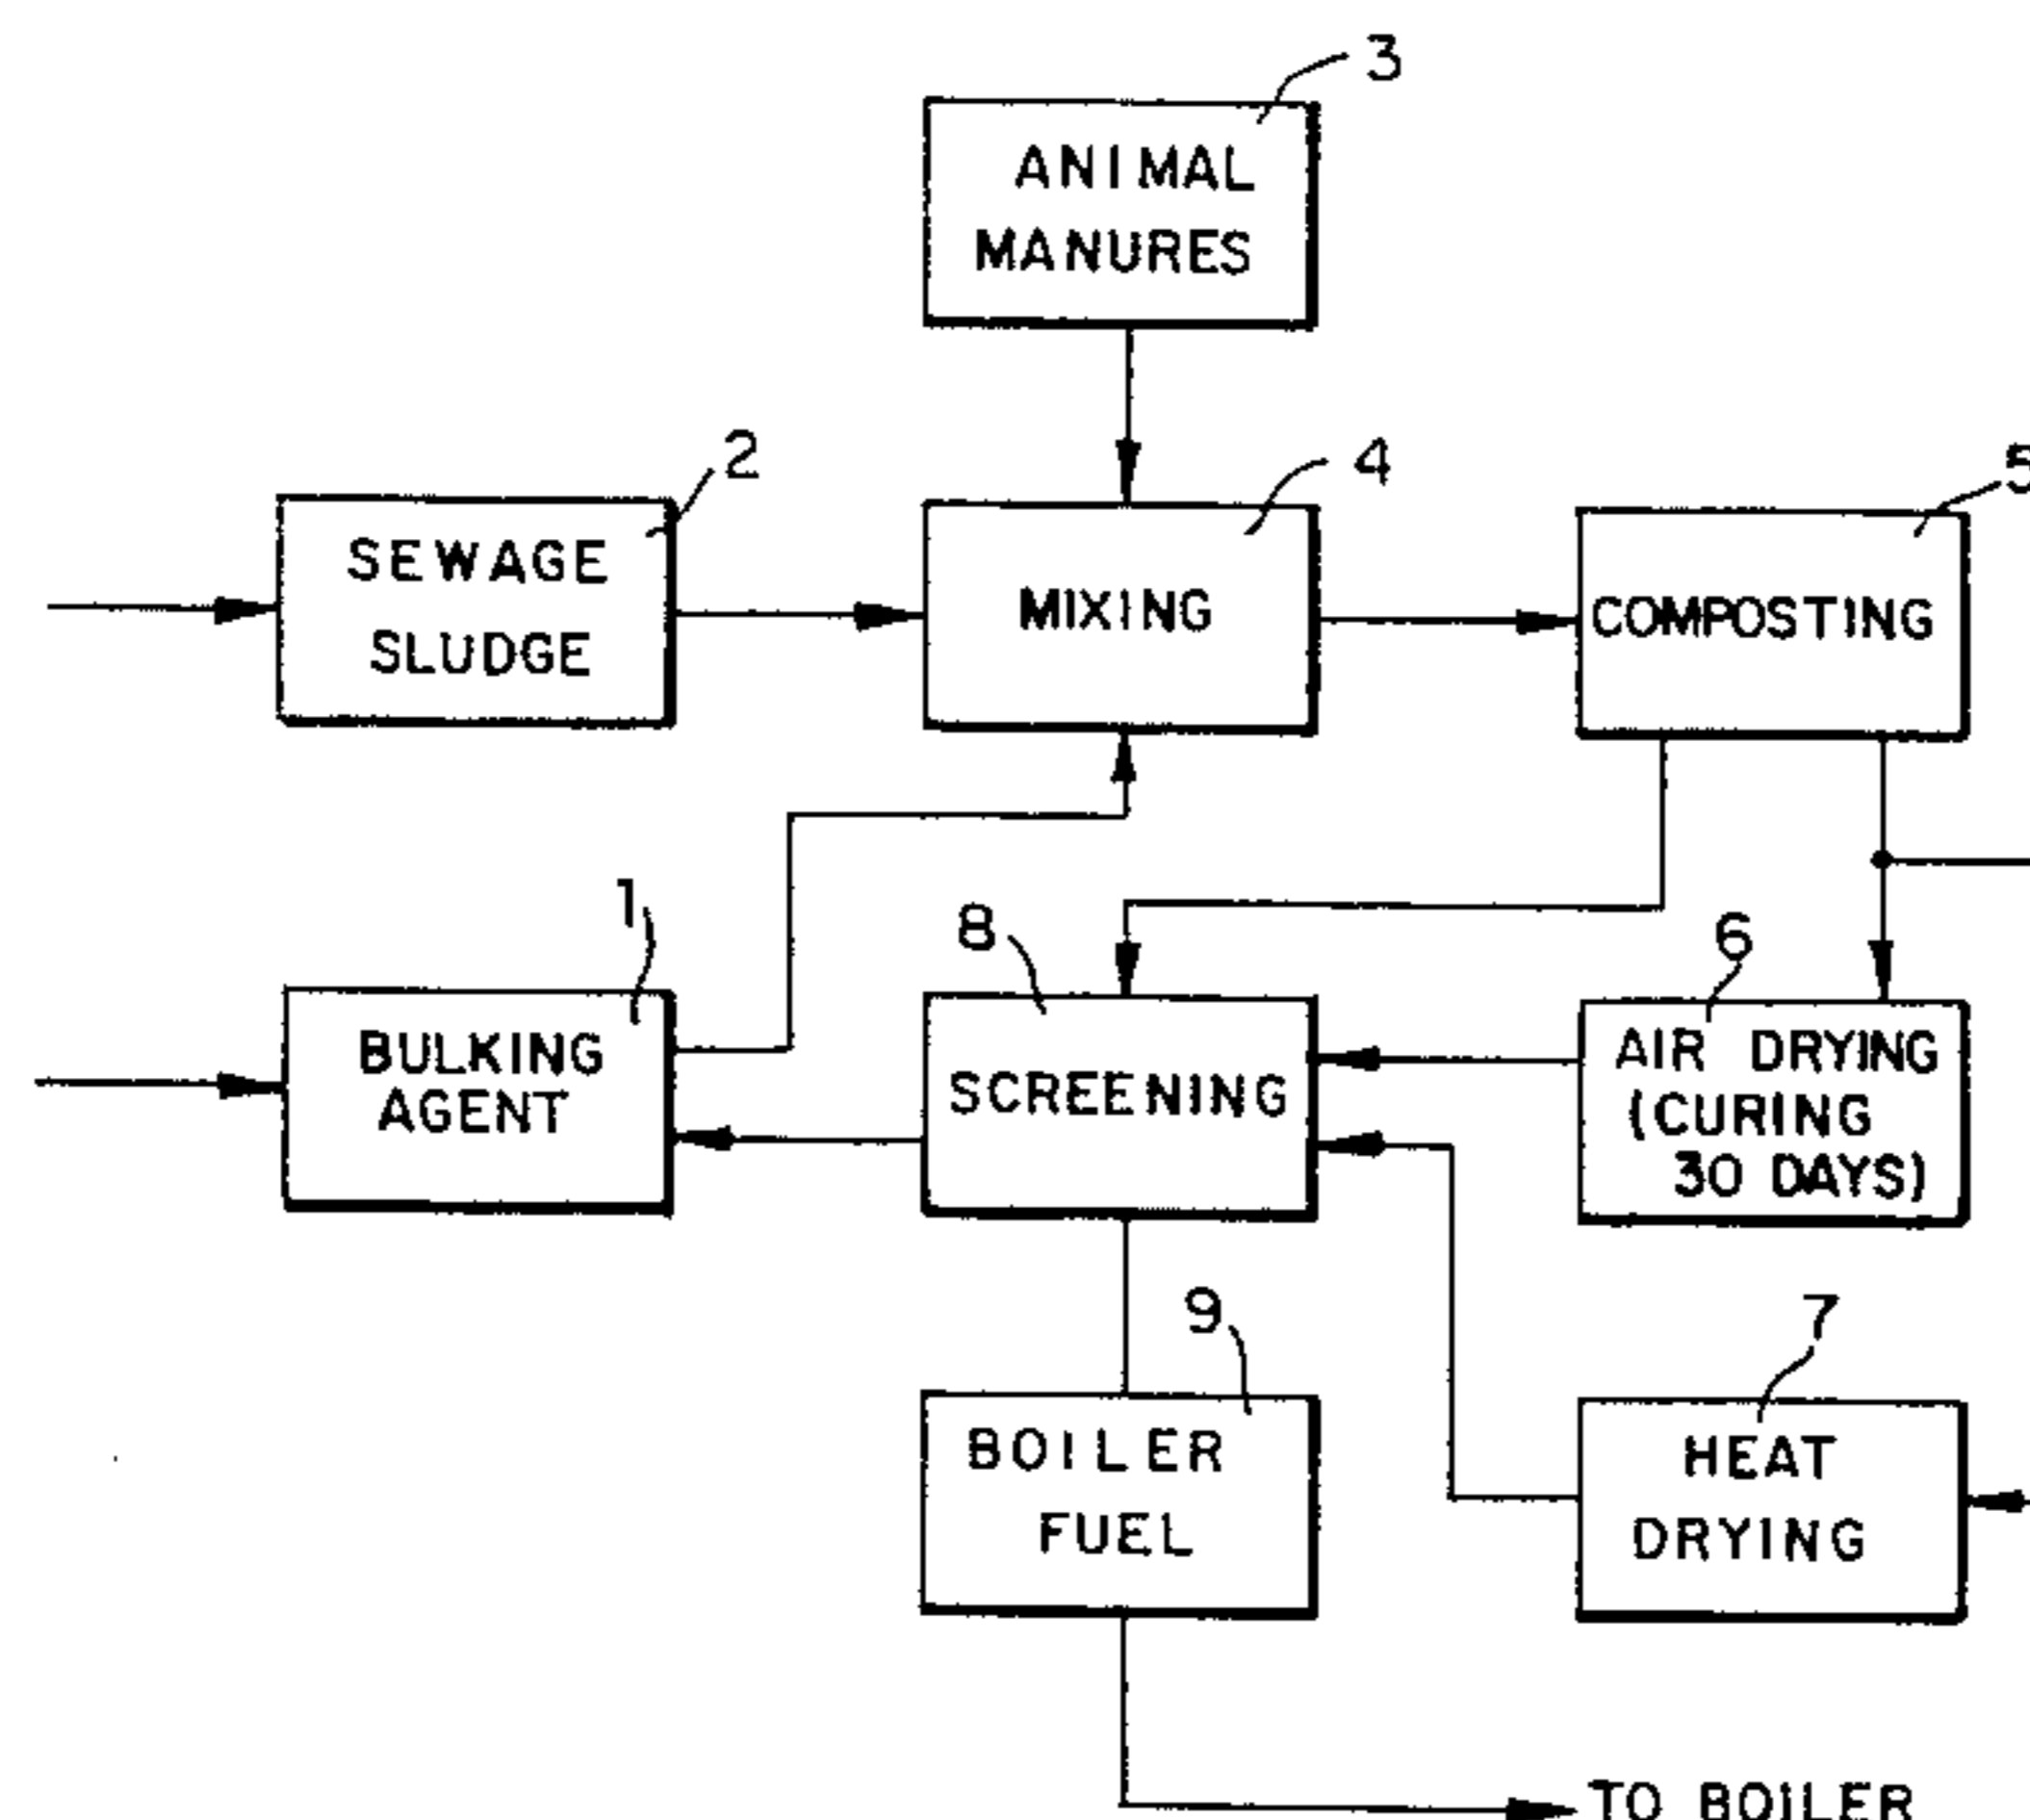 3
ANIMAL
MANURES
2
SEWAGE
SLUDGE
4
MIXING
5
COMPOSTING
1
BULKING
AGENT
8
SCREENING
6
AIR DRYING
(CURING
30 DAYS)
9
BOILER
FUEL
7
HEAT
DRYING
TO BOILER